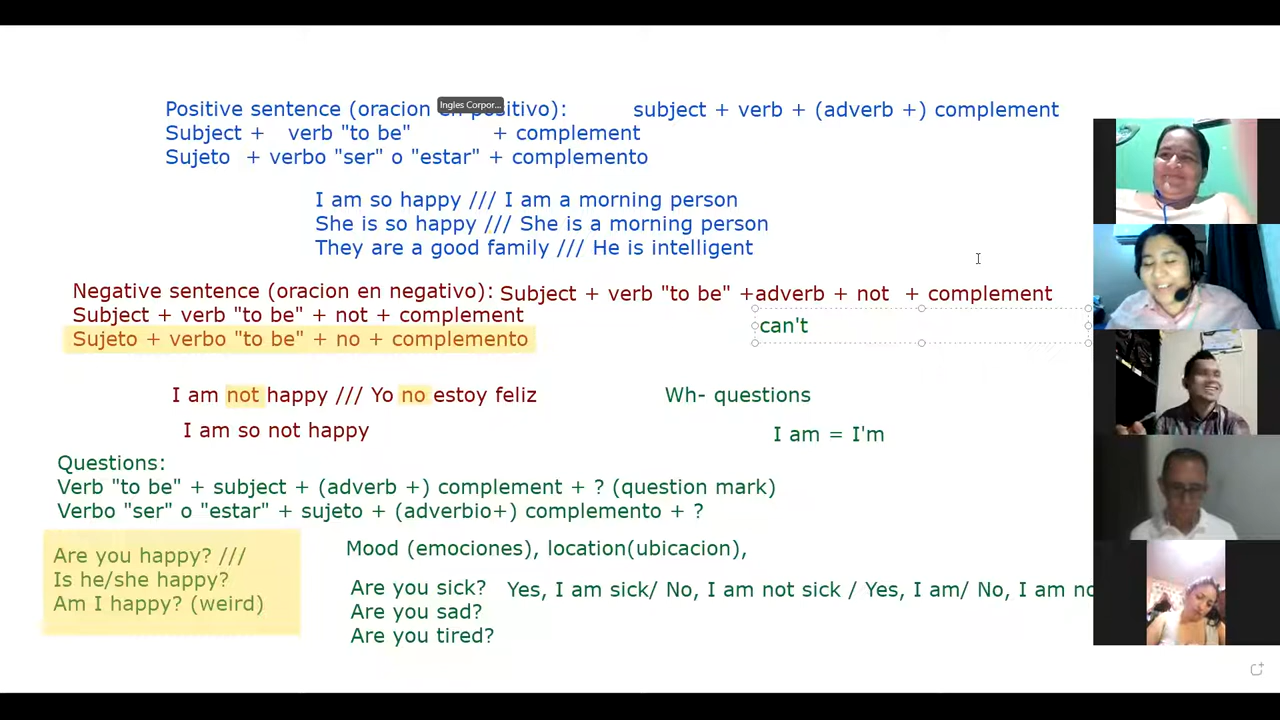 Positive sentence (oracion en positivo): subject + verb + (adverb +) complement
Ingles Corpor...
Subject + verb "to be" + complement
Sujeto + verbo "ser" o "estar" + complemento
I am so happy /// I am a morning person
She is so happy /// She is a morning person
They are a good family /// He is intelligent
Negative sentence (oracion en negativo): Subject + verb "to be" +adverb + not + complement
Subject + verb "to be" + not + complement
can't
Sujeto + verbo "to be" + no + complemento
I am not happy /// Yo no estoy feliz
Wh- questions
I am so not happy
I am = I'm
Questions:
Verb "to be" + subject + (adverb +) complement + ? (question mark)
Verbo "ser" o "estar" + sujeto + (adverbio+) complemento + ?
Are you happy? ///
Is he/she happy?
Am I happy? (weird)
Mood (emociones), location(ubicacion),
Are you sick? Yes, I am sick/ No, I am not sick / Yes, I am/ No, I am no
Are you sad?
Are you tired?